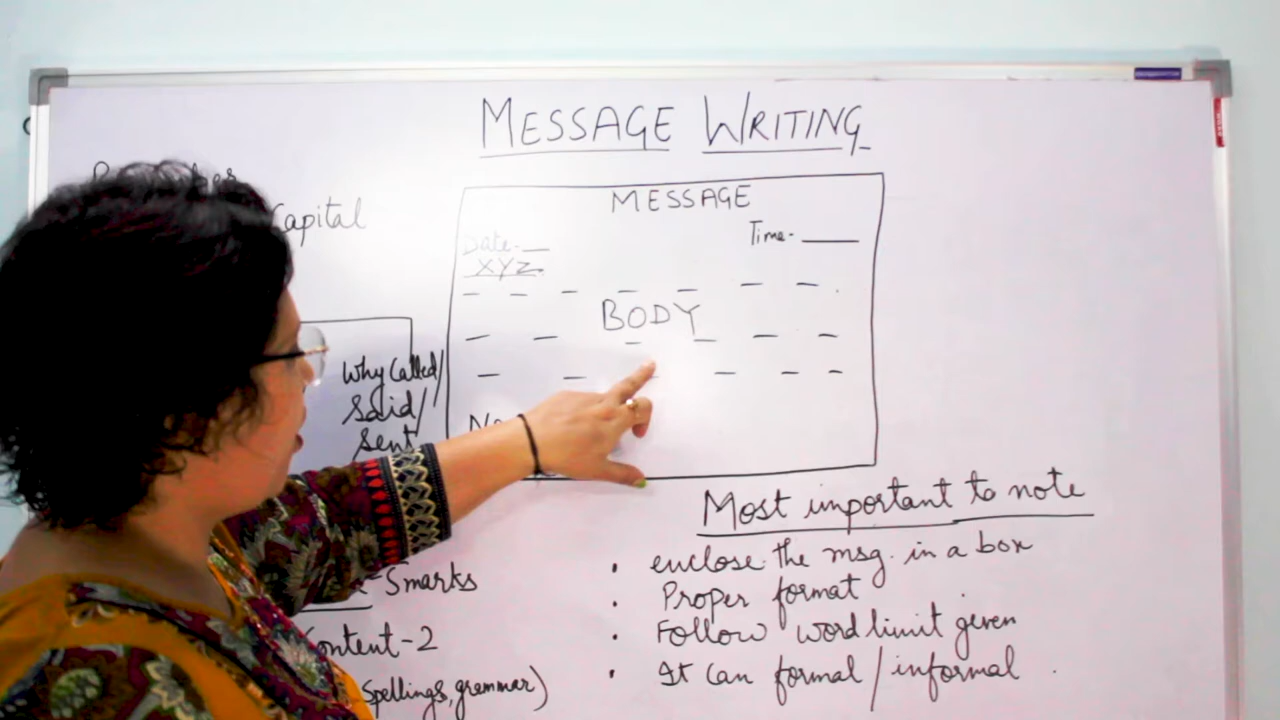 MESSAGE WRITING
Capital
MESSAGE
Date.
Time.
XYZ
BODY
Why Called/
Said/
Sent
Most important to note
5marks
enclose the msg. in a box
Proper format
Content-2
Follow word limit given
It can formal/informal
Spellings, grammar)